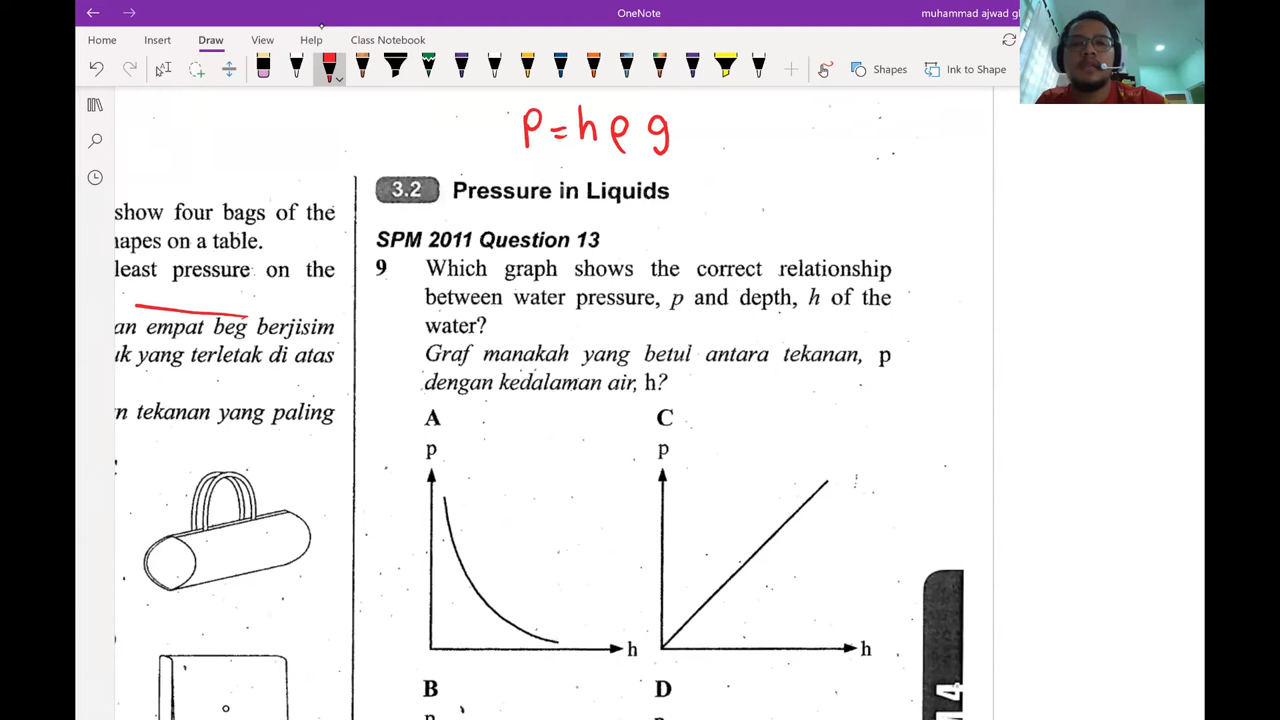 OneNote
muhammad ajwad gh
Home Insert Draw View Help Class Notebook
Shapes Ink to Shape
P = h ρ g
3.2 Pressure in Liquids
show four bags of the
hapes on a table.
least pressure on the
an empat beg berjisim
uk yang terletak di atas
n tekanan yang paling
SPM 2011 Question 13
9 Which graph shows the correct relationship
between water pressure, p and depth, h of the
water?
Graf manakah yang betul antara tekanan, p
dengan kedalaman air, h?
A
p
h
C
p
h
B
D